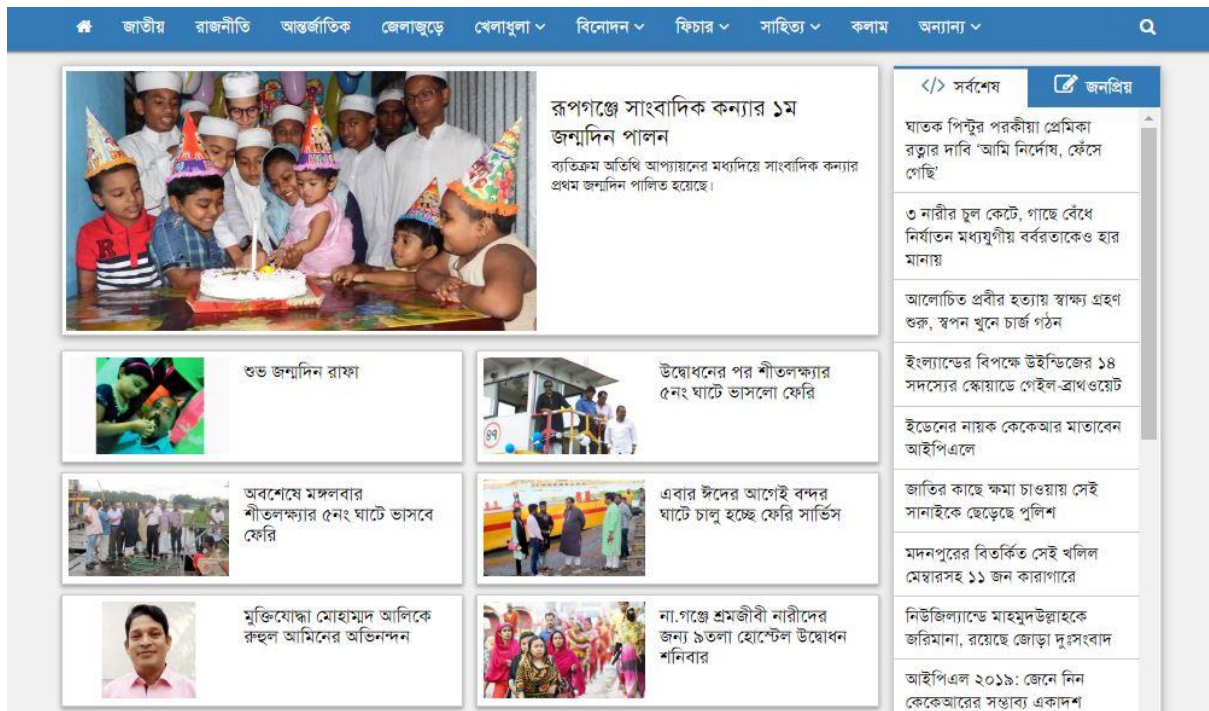 জাতীয় রাজনীতি আন্তর্জাতিক জেলাজুড়ে খেলাধুলা বিনোদন ফিচার সাহিত্য কলাম অন্যান্য
রূপগঞ্জে সাংবাদিক কন্যার ১ম
জন্মদিন পালন
ব্যতিক্রম অতিথি আপ্যায়নের মধ্যদিয়ে সাংবাদিক কন্যার
প্রথম জন্মদিন পালিত হয়েছে।
শুভ জন্মদিন রাফা
উদ্বোধনের পর শীতলক্ষ্যার
৫নং ঘাটে ভাসলো ফেরি
অবশেষে মঙ্গলবার
শীতলক্ষ্যার ৫নং ঘাটে ভাসবে
ফেরি
এবার ঈদের আগেই বন্দর
ঘাটে চালু হচ্ছে ফেরি সার্ভিস
মুক্তিযোদ্ধা মোহাম্মদ আলিকে
রুহুল আমিনের অভিনন্দন
না.গঞ্জে শ্রমজীবী নারীদের
জন্য ৯তলা হোস্টেল উদ্বোধন
শনিবার
</> সর্বশেষ জনপ্রিয়
ঘাতক পিন্টুর পরকীয়া প্রেমিকা
রত্নার দাবি ‘আমি নির্দোষ, ফেঁসে
গেছি’
৩ নারীর চুল কেটে, গাছে বেঁধে
নির্যাতন মধ্যযুগীয় বর্বরতাকেও হার
মানায়
আলোচিত প্রবীর হত্যায় স্বাক্ষ্য গ্রহণ
শুরু, স্বপন খুনে চার্জ গঠন
ইংল্যান্ডের বিপক্ষে উইন্ডিজের ১৪
সদস্যের স্কোয়াডে গেইল-ব্রাথওয়েট
ইডেনের নায়ক কেকেআর মাতাবেন
আইপিএলে
জাতির কাছে ক্ষমা চাওয়ায় সেই
সানাইকে ছেড়েছে পুলিশ
মদনপুরের বিতর্কিত সেই খলিল
মেম্বারসহ ১১ জন কারাগারে
নিউজিল্যান্ডে মাহমুদউল্লাহকে
জরিমানা, রয়েছে জোড়া দুঃসংবাদ
আইপিএল ২০১৯: জেনে নিন
কেকেআরের সম্ভাব্য একাদশ